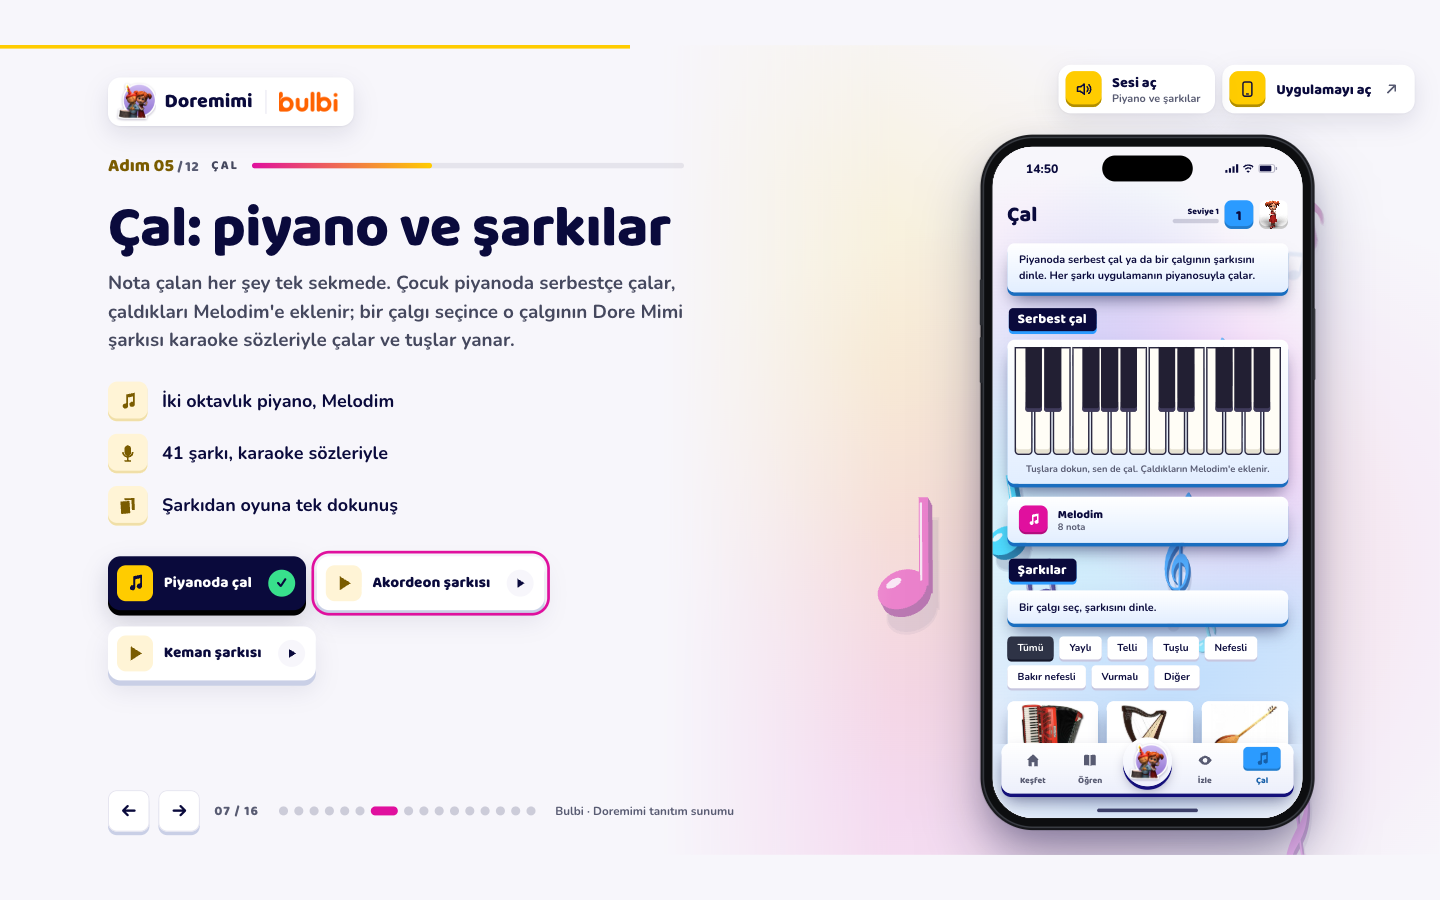 Doremimi
bulbi
Sesi aç
Piyano ve şarkılar
Uygulamayı aç
Adım 05 / 12 ÇAL
Çal: piyano ve şarkılar
Nota çalan her şey tek sekmede. Çocuk piyanoda serbestçe çalar,
çaldıkları Melodim'e eklenir; bir çalgı seçince o çalgının Dore Mimi
şarkısı karaoke sözleriyle çalar ve tuşlar yanar.
İki oktavlık piyano, Melodim
41 şarkı, karaoke sözleriyle
Şarkıdan oyuna tek dokunuş
Piyanoda çal
Akordeon şarkısı
Keman şarkısı
07 / 16
Bulbi · Doremimi tanıtım sunumu
14:50
Çal
Seviye 1
1
Piyanoda serbest çal ya da bir çalgının şarkısını
dinle. Her şarkı uygulamanın piyanosuyla çalar.
Serbest çal
Tuşlara dokun, sen de çal. Çaldıkların Melodim'e eklenir.
Melodim
8 nota
Şarkılar
Bir çalgı seç, şarkısını dinle.
Tümü Yaylı Telli Tuşlu Nefesli
Bakır nefesli Vurmalı Diğer
Keşfet Öğren İzle Çal